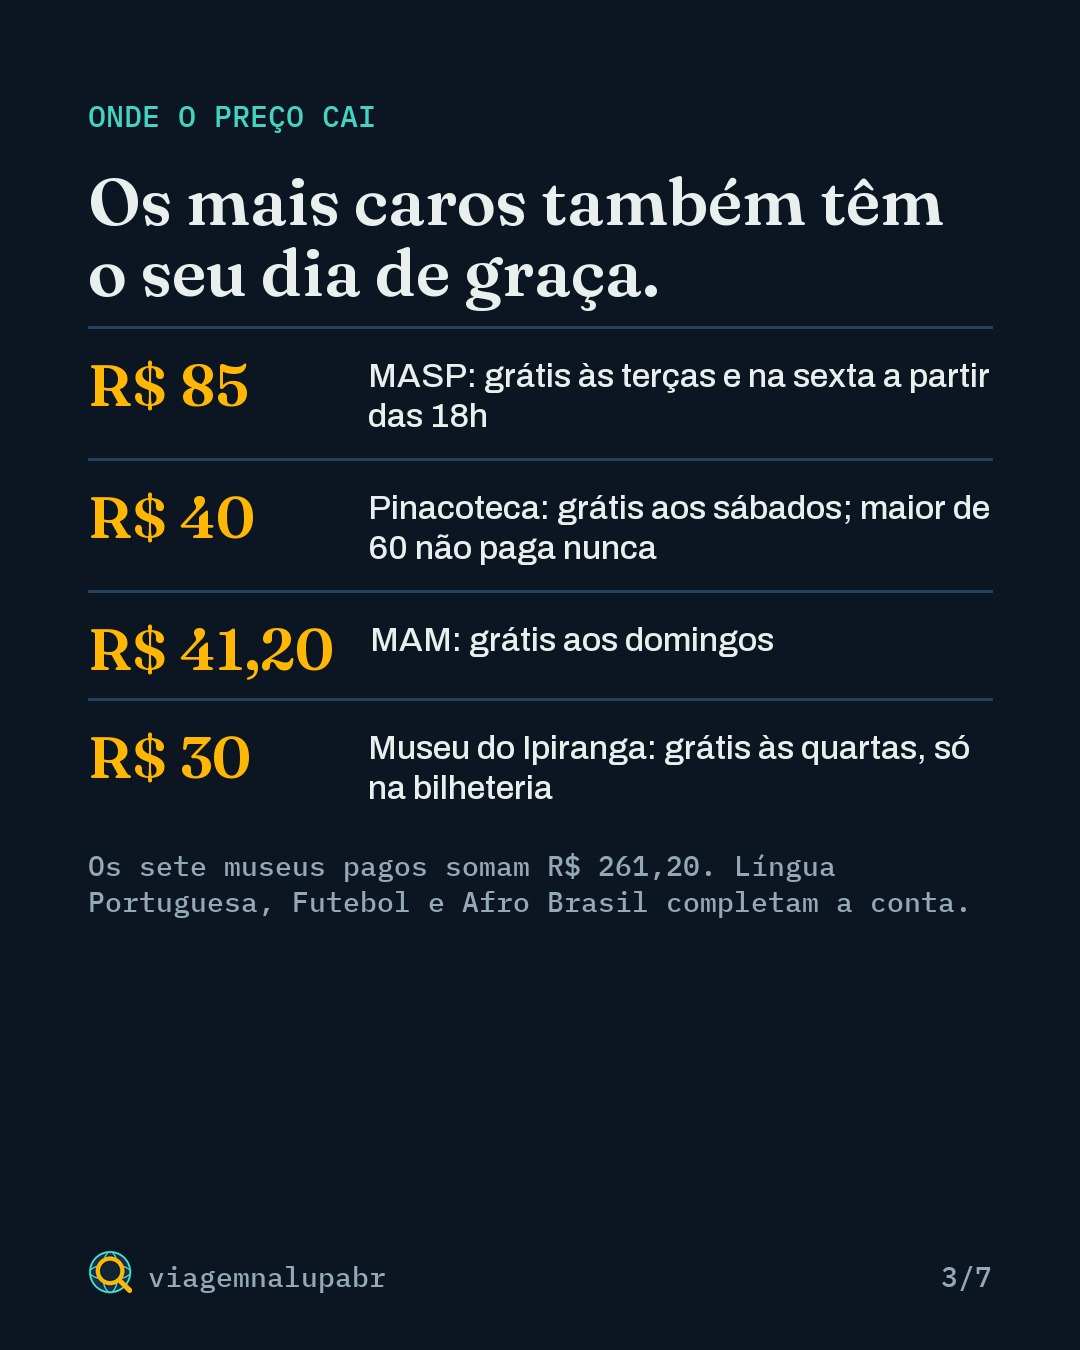 ONDE O PREÇO CAI
Os mais caros também têm
o seu dia de graça.
R$ 85
MASP: grátis às terças e na sexta a partir
das 18h
R$ 40
Pinacoteca: grátis aos sábados; maior de
60 não paga nunca
R$ 41,20
MAM: grátis aos domingos
R$ 30
Museu do Ipiranga: grátis às quartas, só
na bilheteria
Os sete museus pagos somam R$ 261,20. Língua
Portuguesa, Futebol e Afro Brasil completam a conta.
viagemnalupabr
3/7